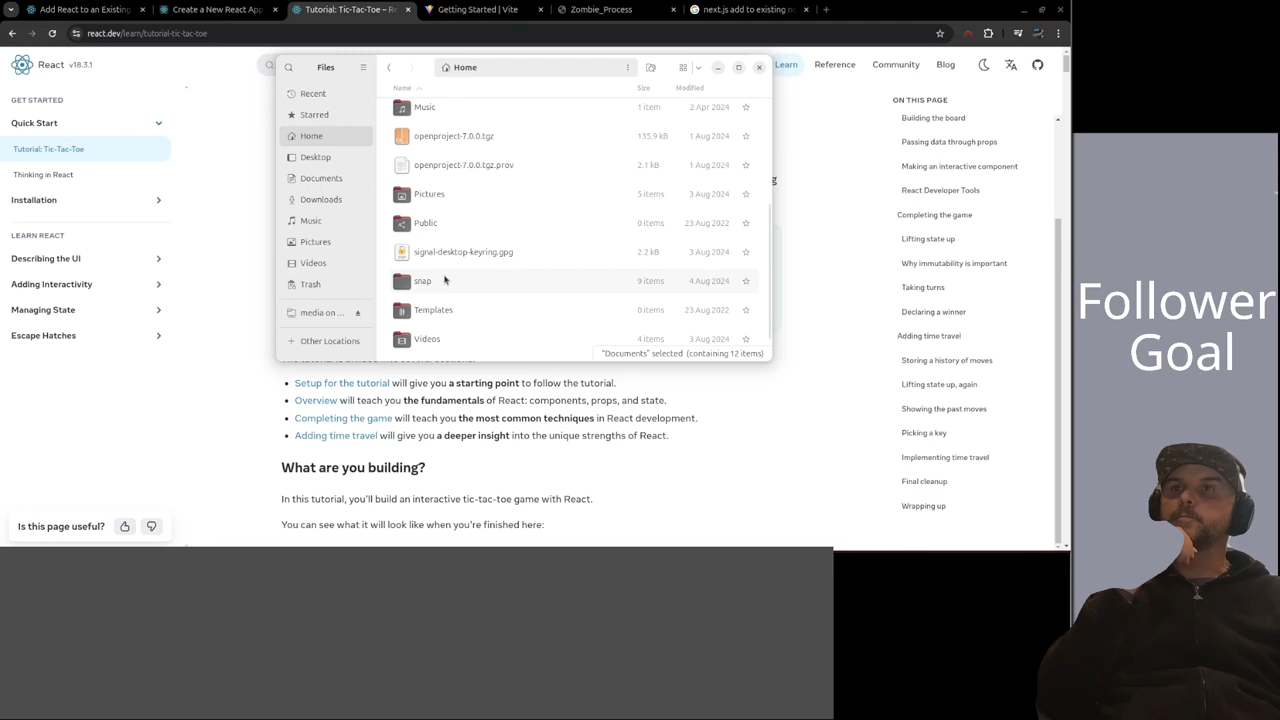 Add React to an Existing
Create a New React App
Tutorial: Tic-Tac-Toe – Re
Getting Started | Vite
Zombie_Process
next.js add to existing
react.dev/learn/tutorial-tic-tac-toe
React v18.3.1
Learn
Reference
Community
Blog
GET STARTED
Quick Start
Tutorial: Tic-Tac-Toe
Thinking in React
Installation
LEARN REACT
Describing the UI
Adding Interactivity
Managing State
Escape Hatches
Is this page useful?
Files
Recent
Starred
Home
Desktop
Documents
Downloads
Music
Pictures
Videos
Trash
media on ...
Other Locations
Home
Name Size Modified
Music 1 item 2 Apr 2024
openproject-7.0.0.tgz 135.9 kB 1 Aug 2024
openproject-7.0.0.tgz.prov 2.1 kB 1 Aug 2024
Pictures 5 items 3 Aug 2024
Public 0 items 23 Aug 2022
signal-desktop-keyring.gpg 2.2 kB 3 Aug 2024
snap 9 items 4 Aug 2024
Templates 0 items 23 Aug 2022
Videos 4 items 3 Aug 2024
"Documents" selected (containing 12 items)
Setup for the tutorial will give you a starting point to follow the tutorial.
Overview will teach you the fundamentals of React: components, props, and state.
Completing the game will teach you the most common techniques in React development.
Adding time travel will give you a deeper insight into the unique strengths of React.
What are you building?
In this tutorial, you'll build an interactive tic-tac-toe game with React.
You can see what it will look like when you're finished here:
ON THIS PAGE
Building the board
Passing data through props
Making an interactive component
React Developer Tools
Completing the game
Lifting state up
Why immutability is important
Taking turns
Declaring a winner
Adding time travel
Storing a history of moves
Lifting state up, again
Showing the past moves
Picking a key
Implementing time travel
Final cleanup
Wrapping up
Follower
Goal